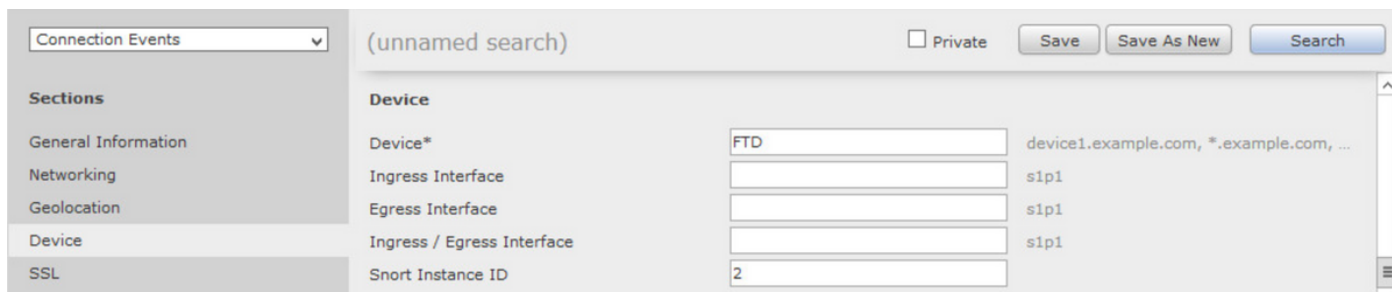 Connection Events
(unnamed search)
Private
Save
Save As New
Search
Sections
General Information
Networking
Geolocation
Device
SSL
Device
Device*
FTD
device1.example.com, *.example.com, ...
Ingress Interface
s1p1
Egress Interface
s1p1
Ingress / Egress Interface
s1p1
Snort Instance ID
2